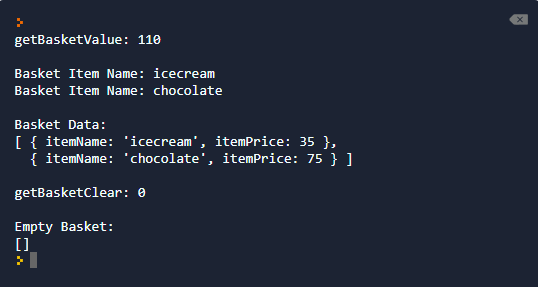 getBasketValue: 110
Basket Item Name: icecream
Basket Item Name: chocolate
Basket Data:
[ { itemName: 'icecream', itemPrice: 35 },
  { itemName: 'chocolate', itemPrice: 75 } ]
getBasketClear: 0
Empty Basket:
[]